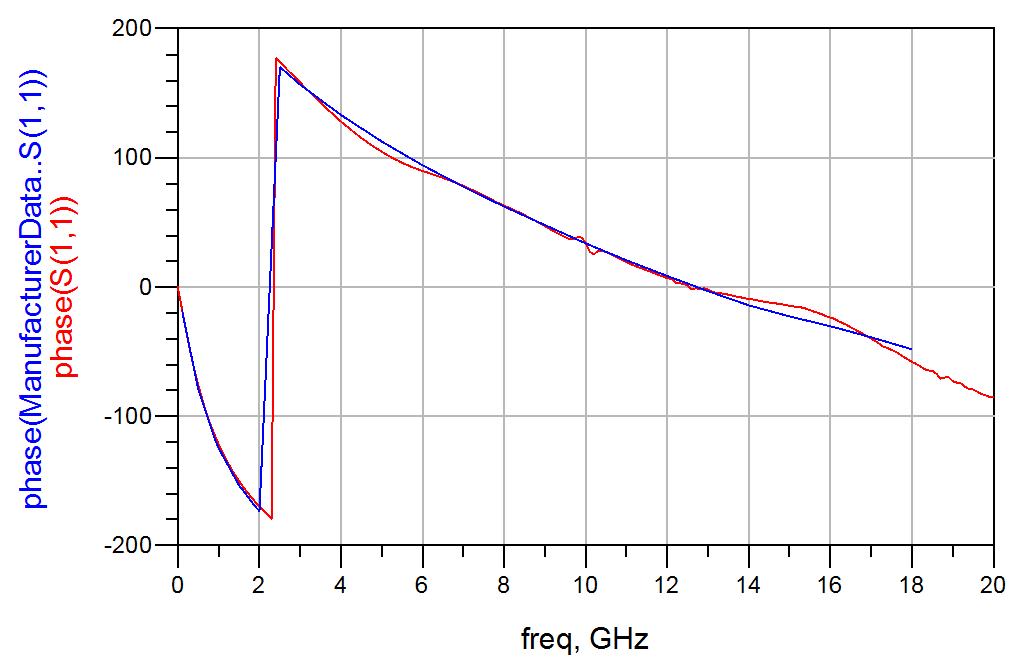 phase(ManufacturerData..S(1,1))
phase(S(1,1))
200
100
0
-100
-200
0 2 4 6 8 10 12 14 16 18 20
freq, GHz